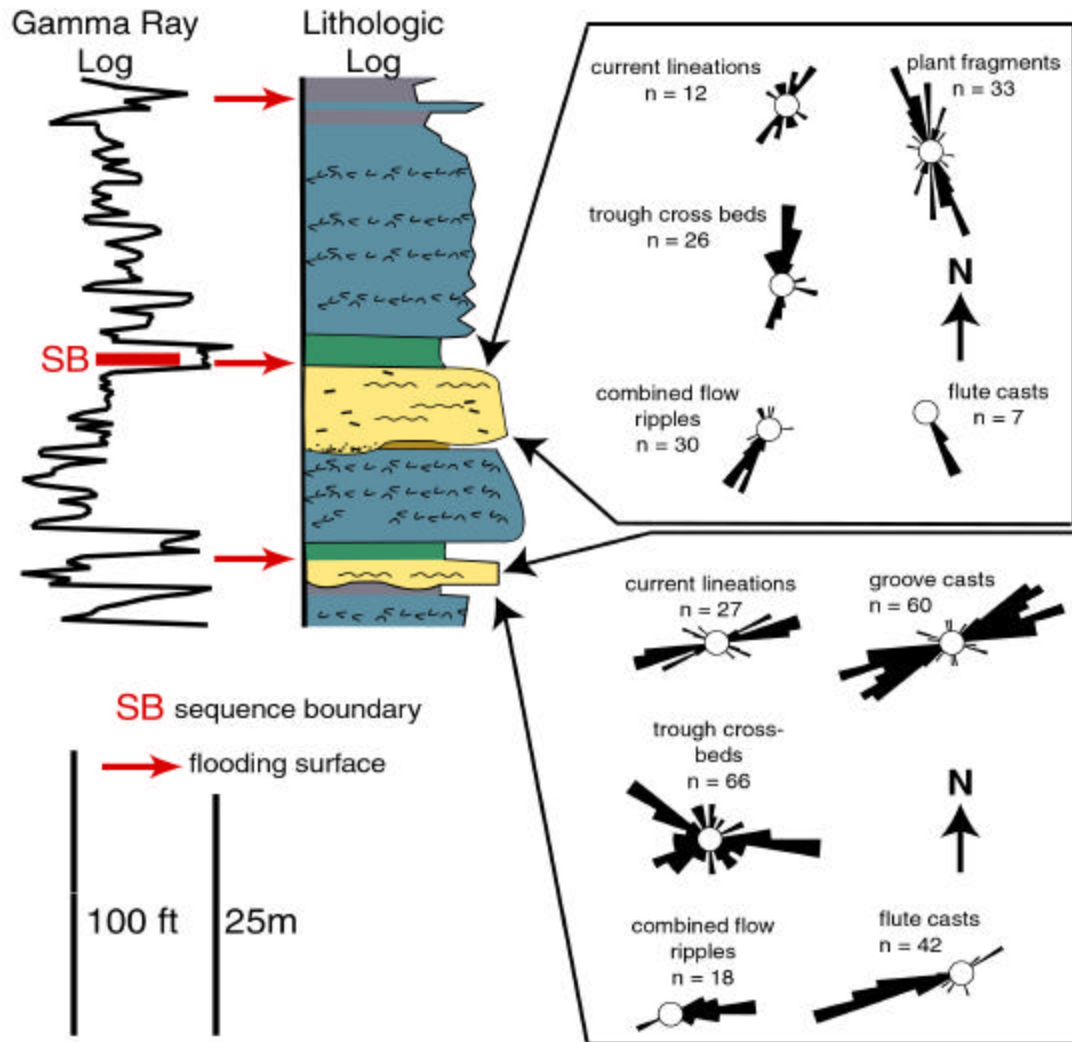 Gamma Ray
Log
Lithologic
Log
SB
current lineations
n = 12
plant fragments
n = 33
trough cross beds
n = 26
N
combined flow
ripples
n = 30
flute casts
n = 7
current lineations
n = 27
groove casts
n = 60
trough cross-
beds
n = 66
N
combined flow
ripples
n = 18
flute casts
n = 42
SB sequence boundary
flooding surface
100 ft
25m